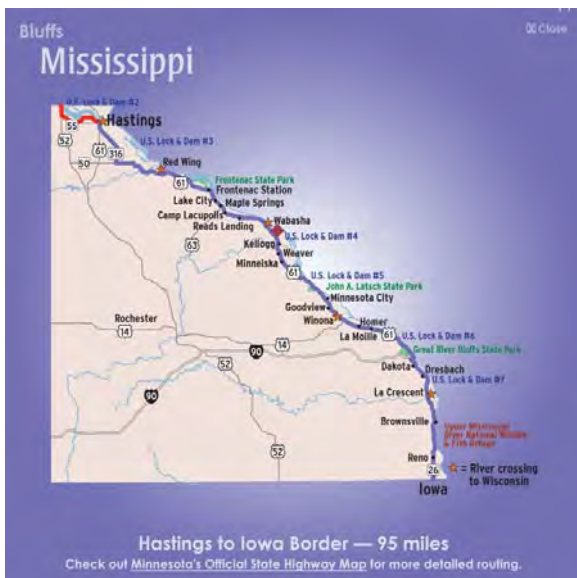 Bluffs
Close
Mississippi
U.S. Lock & Dam #2
Hastings
55
52
61
316
U.S. Lock & Dam #3
50
Red Wing
61
Frontenac State Park
Frontenac Station
Lake City
Maple Springs
Camp Lacupolis
Reads Landing
Wabasha
63
U.S. Lock & Dam #4
Kellogg
Weaver
Minneiska
61
U.S. Lock & Dam #5
John A. Latsch State Park
Minnesota City
Goodview
Rochester
Winona
14
Homer
La Moille
61
U.S. Lock & Dam #6
14
90
Great River Bluffs State Park
52
Dakota
Dresbach
U.S. Lock & Dam #7
90
La Crescent
Brownsville
Upper Mississippi
River National Wildlife
& Fish Refuge
52
Reno
26
= River crossing
to Wisconsin
Iowa
Hastings to Iowa Border — 95 miles
Check out Minnesota's Official State Highway Map for more detailed routing.